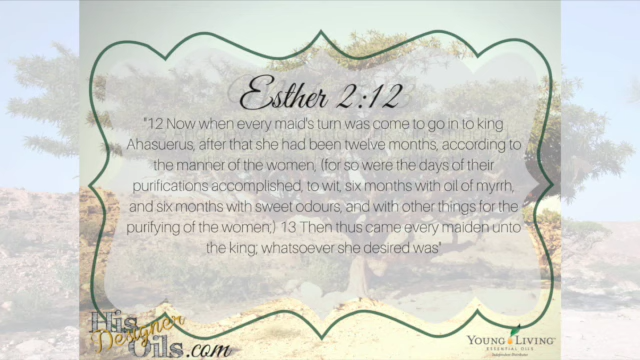 Esther 2:12
"12 Now when every maid's turn was come to go in to king
Ahasuerus, after that she had been twelve months, according to
the manner of the women, (for so were the days of their
purifications accomplished, to wit, six months with oil of myrrh,
and six months with sweet odours, and with other things for the
purifying of the women;) 13 Then thus came every maiden unto
the king; whatsoever she desired was"
His
Designer
Oils.com
YOUNG LIVING
ESSENTIAL OILS